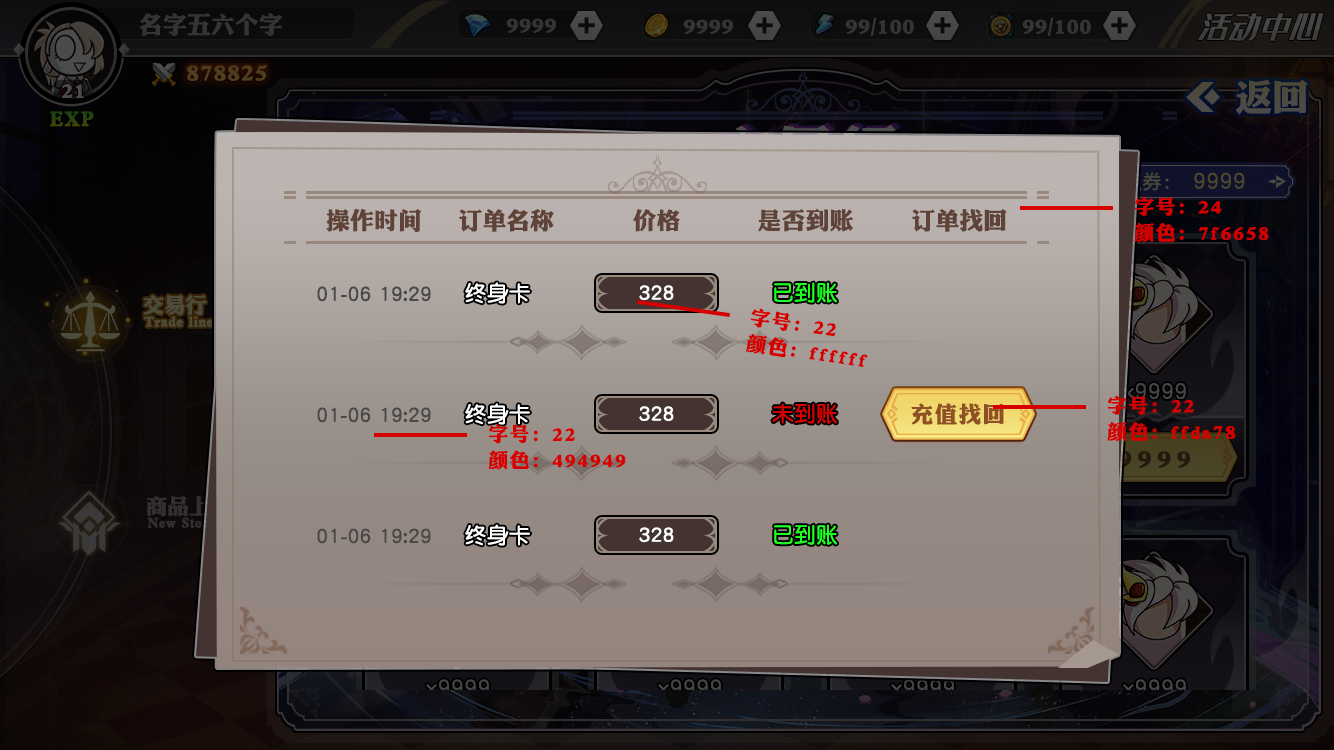 名字五六个字
9999
9999
99/100
99/100
活动中心
21
878825
EXP
返回
券： 9999
操作时间 订单名称 价格 是否到账 订单找回
字号：24
颜色：7f6658
01-06 19:29 终身卡 328 已到账
字号：22
颜色：ffffff
交易行
Trade line
01-06 19:29 终身卡 328 未到账 充值找回
字号：22
颜色：494949
字号：22
颜色：ffda78
9999
9999
商品上
New Sto
01-06 19:29 终身卡 328 已到账